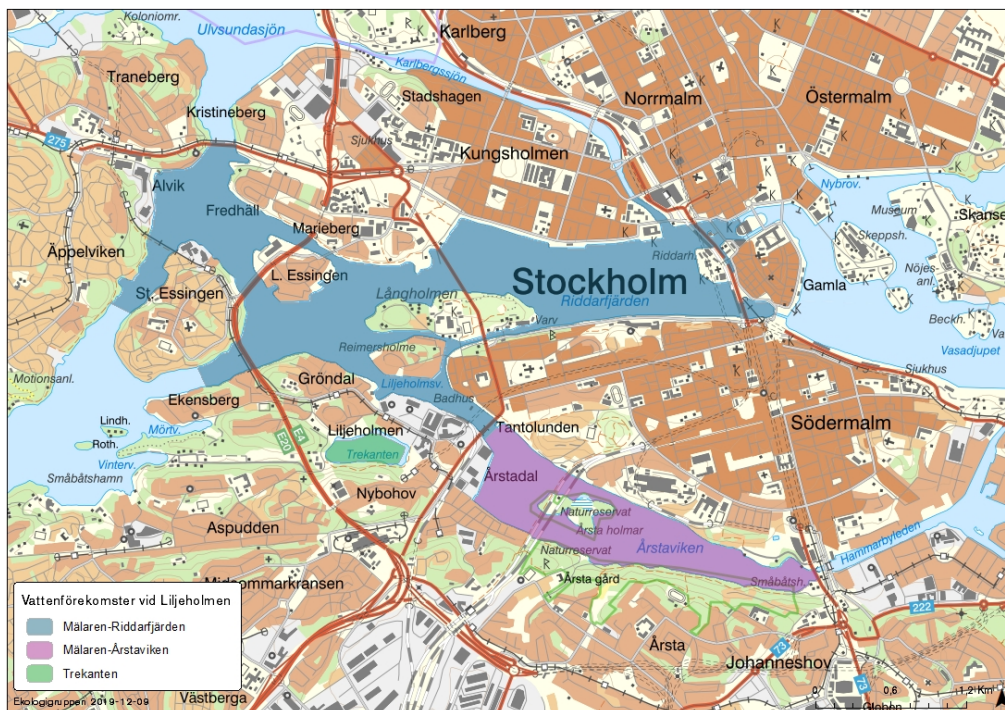 Koloniomr.
Ulvsundasjön
Karlberg
Karlbergssjön
Traneberg
Stadshagen
Norrmalm
Östermalm
Kristineberg
Sjukhus
Kungsholmen
275
Alvik
Nybrov.
Museum
Skansen
Fredhäll
Marieberg
Skeppsh.
Äppelviken
Riddarh.
L. Essingen
Stockholm
Nöjes-
anl.
St. Essingen
Långholmen
Riddarfjärden
Gamla
Varv
Beckh.
Vasadjupet
Reimersholme
Motionsanl.
Gröndal
Liljeholmsv.
Sjukhus
Ekensberg
Badhus
Lindh.
Mörtv.
Liljeholmen
Tantolunden
Södermalm
E4
E20
Roth.
Vinterv.
Trekanten
Småbåtshamn
Årstadal
Nybohov
Naturreservat
Aspudden
Årsta holmar
Årstaviken
Naturreservat
Hammarbyleden
Midsommarkransen
Årsta gård
Småbåtsh.
222
Årsta
73
Johanneshov
Västberga
73
Globen
Vattenförekomster vid Liljeholmen
Mälaren-Riddarfjärden
Mälaren-Årstaviken
Trekanten
Ekologigruppen 2019-12-09
0 0,6 1,2 Km